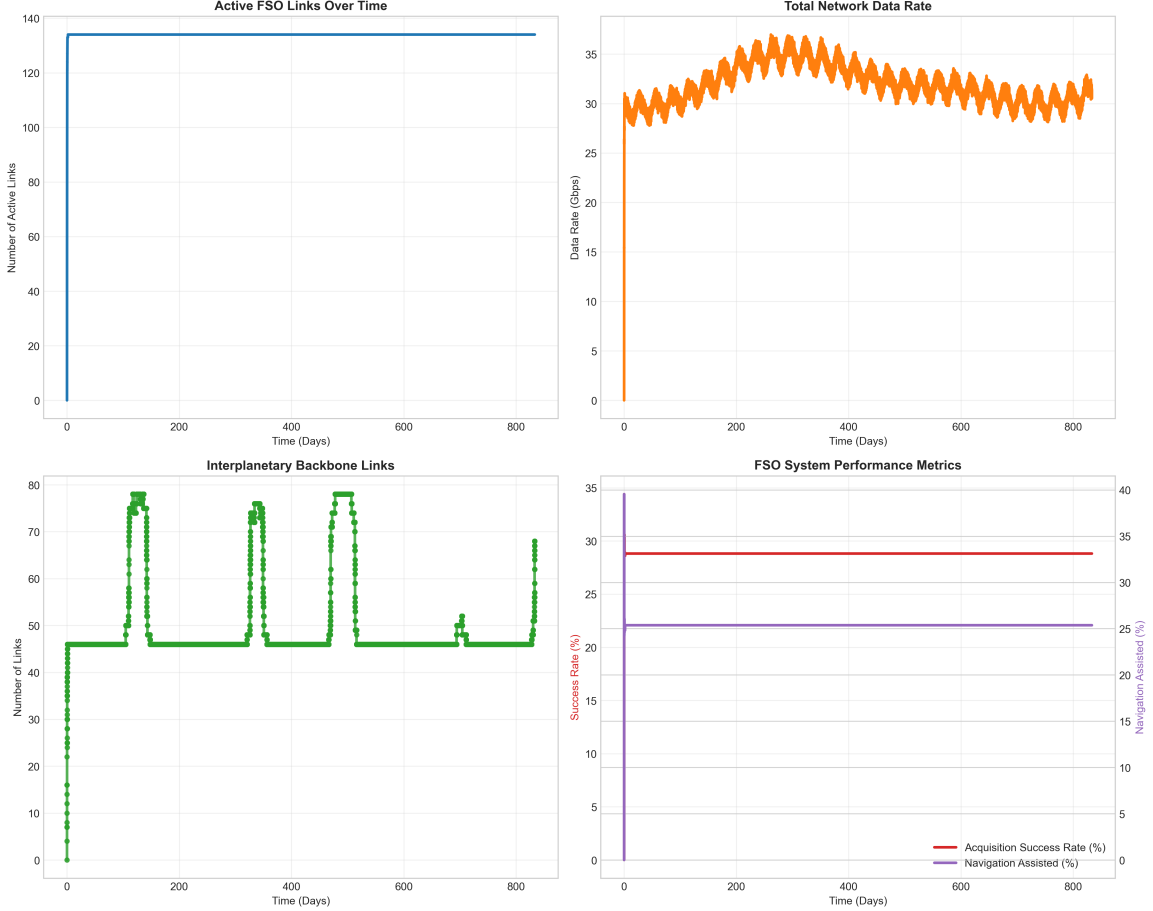 Active FSO Links Over Time
Number of Active Links
140
120
100
80
60
40
20
0
0 200 400 600 800
Time (Days)
Total Network Data Rate
Data Rate (Gbps)
35
30
25
20
15
10
5
0
0 200 400 600 800
Time (Days)
Interplanetary Backbone Links
Number of Links
80
70
60
50
40
30
20
10
0
0 200 400 600 800
Time (Days)
FSO System Performance Metrics
Success Rate (%)
35
30
25
20
15
10
5
0
Navigation Assisted (%)
40
35
30
25
20
15
10
5
0
Acquisition Success Rate (%)
Navigation Assisted (%)
0 200 400 600 800
Time (Days)